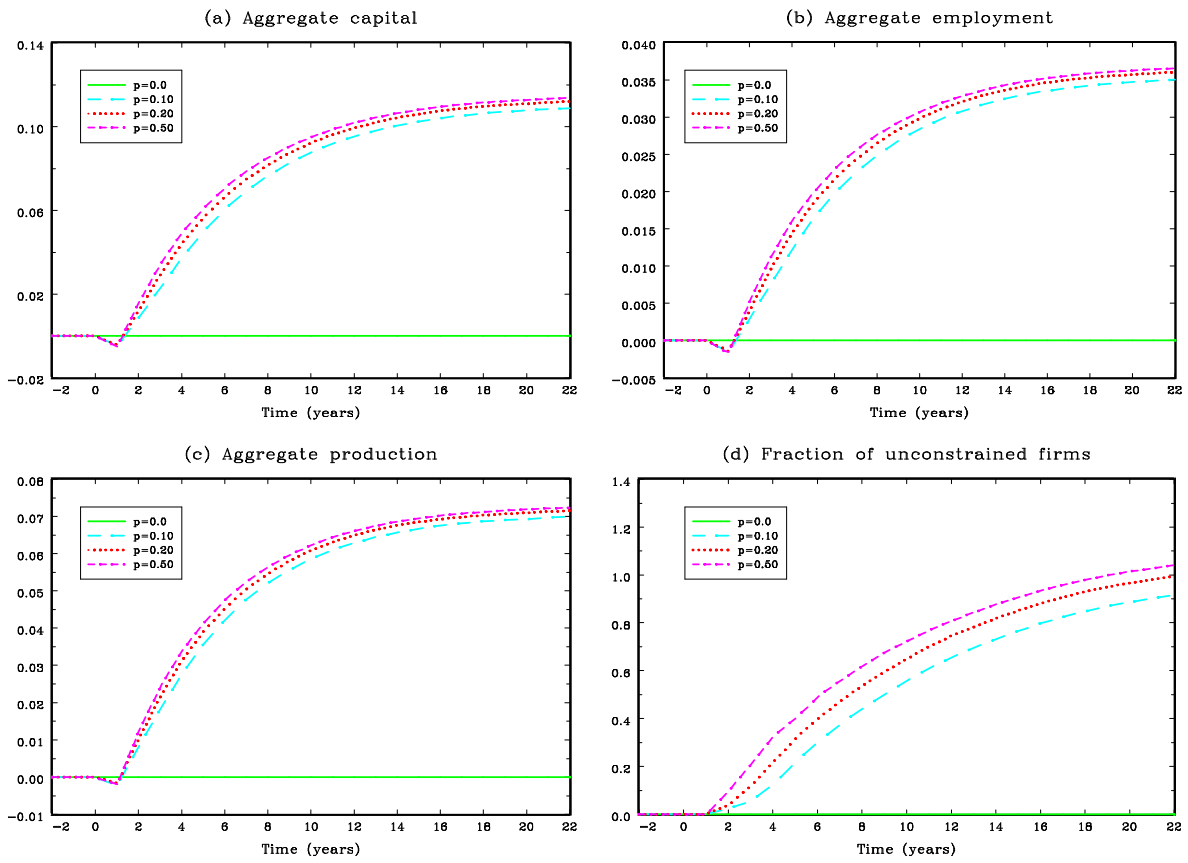 (a) Aggregate capital
0.14
0.10
0.06
0.02
−0.02
p=0.0
p=0.10
p=0.20
p=0.50
−2 0 2 4 6 8 10 12 14 16 18 20 22
Time (years)
(b) Aggregate employment
0.040
0.035
0.030
0.025
0.020
0.015
0.010
0.005
0.000
−0.005
p=0.0
p=0.10
p=0.20
p=0.50
−2 0 2 4 6 8 10 12 14 16 18 20 22
Time (years)
(c) Aggregate production
0.08
0.07
0.06
0.05
0.04
0.03
0.02
0.01
0.00
−0.01
p=0.0
p=0.10
p=0.20
p=0.50
−2 0 2 4 6 8 10 12 14 16 18 20 22
Time (years)
(d) Fraction of unconstrained firms
1.4
1.2
1.0
0.8
0.6
0.4
0.2
0.0
p=0.0
p=0.10
p=0.20
p=0.50
−2 0 2 4 6 8 10 12 14 16 18 20 22
Time (years)